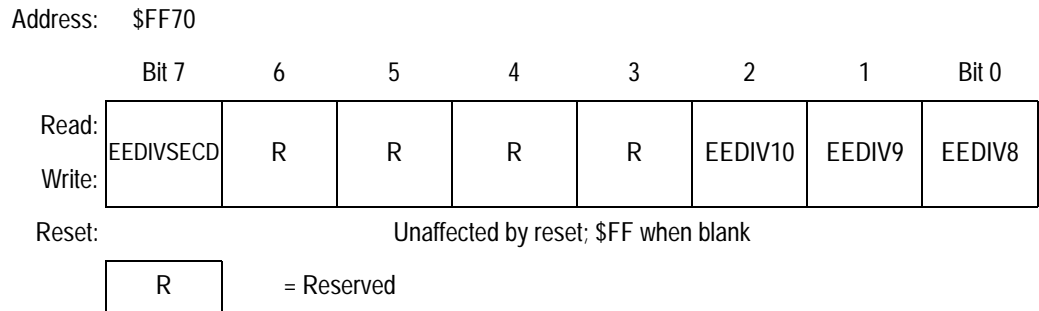 Address: $FF70
Bit 7 6 5 4 3 2 1 Bit 0
Read:
EEDIVSECD R R R R EEDIV10 EEDIV9 EEDIV8
Write:
Reset: Unaffected by reset; $FF when blank
R = Reserved